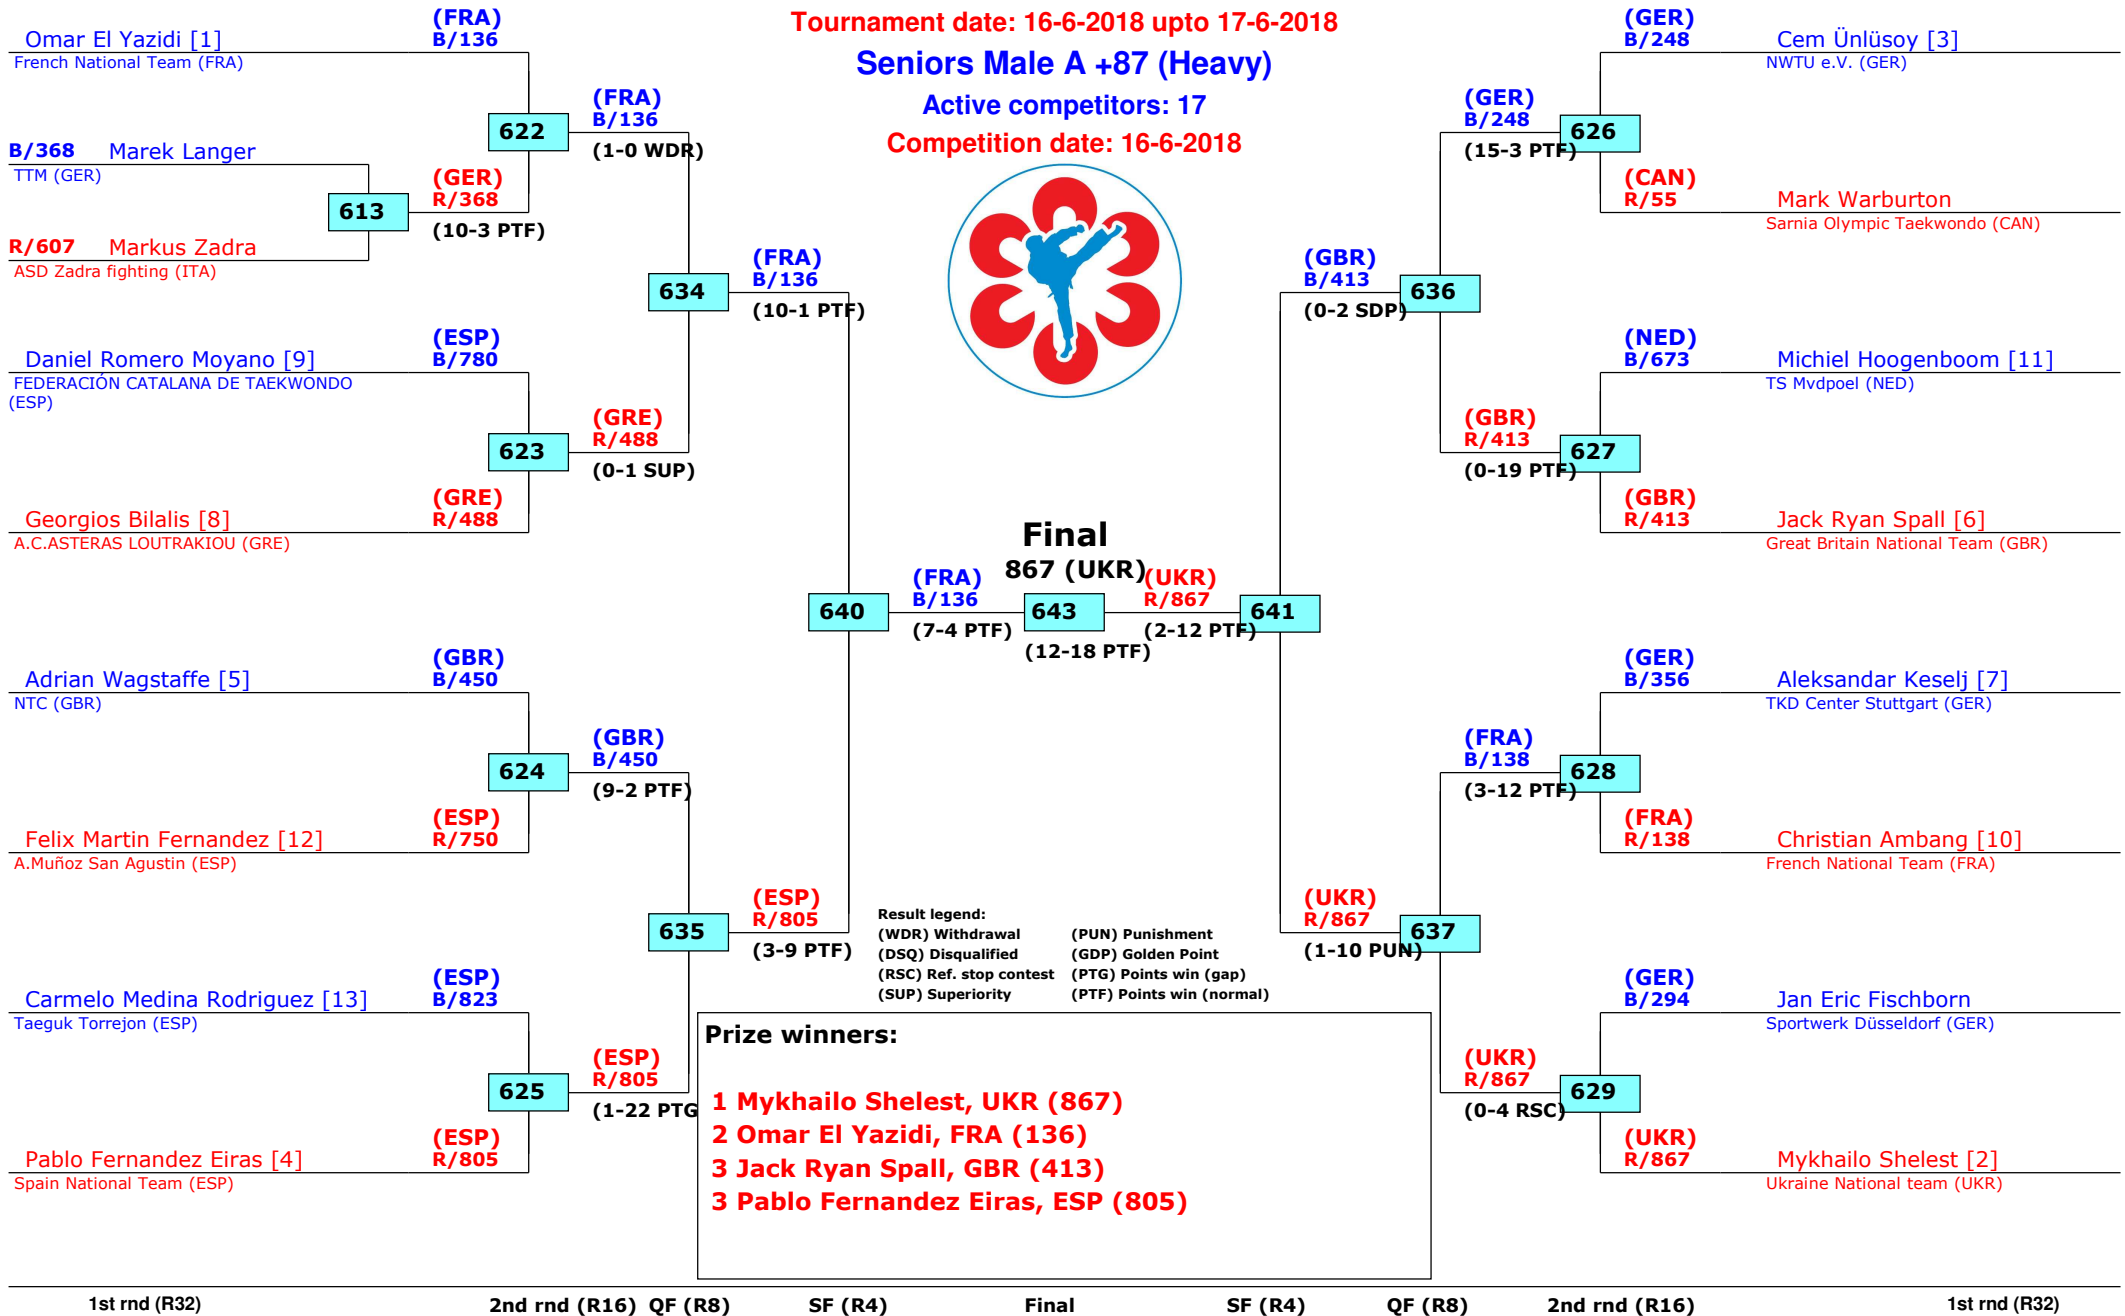 Tournament date: 16-6-2018 upto 17-6-2018
Seniors Male A +87 (Heavy)
Active competitors: 17
Competition date: 16-6-2018
Omar El Yazidi [1]
French National Team (FRA)
(FRA)
B/136
B/368 Marek Langer
TTM (GER)
613
R/607 Markus Zadra
ASD Zadra fighting (ITA)
(GER)
R/368
(10-3 PTF)
622
(FRA)
B/136
(1-0 WDR)
Daniel Romero Moyano [9]
FEDERACIÓN CATALANA DE TAEKWONDO
(ESP)
(ESP)
B/780
623
Georgios Bilalis [8]
A.C.ASTERAS LOUTRAKIOU (GRE)
(GRE)
R/488
(GRE)
R/488
(0-1 SUP)
634
(FRA)
B/136
(10-1 PTF)
Adrian Wagstaffe [5]
NTC (GBR)
(GBR)
B/450
624
Felix Martin Fernandez [12]
A.Muñoz San Agustin (ESP)
(ESP)
R/750
(GBR)
B/450
(9-2 PTF)
Carmelo Medina Rodriguez [13]
Taeguk Torrejon (ESP)
(ESP)
B/823
625
Pablo Fernandez Eiras [4]
Spain National Team (ESP)
(ESP)
R/805
(ESP)
R/805
(1-22 PTG
635
(ESP)
R/805
(3-9 PTF)
640
(FRA)
B/136
(7-4 PTF)
Final
867 (UKR)
643
(12-18 PTF)
(UKR)
R/867
(2-12 PTF)
641
(GBR)
B/413
(0-2 SDP)
636
(GER)
B/248
(15-3 PTF)
626
(GER)
B/248
Cem Ünlüsoy [3]
NWTU e.V. (GER)
(CAN)
R/55
Mark Warburton
Sarnia Olympic Taekwondo (CAN)
(GBR)
R/413
(0-19 PTF)
627
(NED)
B/673
Michiel Hoogenboom [11]
TS Mvdpoel (NED)
(GBR)
R/413
Jack Ryan Spall [6]
Great Britain National Team (GBR)
(UKR)
R/867
(1-10 PUN)
637
(FRA)
B/138
(3-12 PTF)
628
(GER)
B/356
Aleksandar Keselj [7]
TKD Center Stuttgart (GER)
(FRA)
R/138
Christian Ambang [10]
French National Team (FRA)
(UKR)
R/867
(0-4 RSC)
629
(GER)
B/294
Jan Eric Fischborn
Sportwerk Düsseldorf (GER)
(UKR)
R/867
Mykhailo Shelest [2]
Ukraine National team (UKR)
Result legend:
(WDR) Withdrawal (PUN) Punishment
(DSQ) Disqualified (GDP) Golden Point
(RSC) Ref. stop contest (PTG) Points win (gap)
(SUP) Superiority (PTF) Points win (normal)
Prize winners:
1 Mykhailo Shelest, UKR (867)
2 Omar El Yazidi, FRA (136)
3 Jack Ryan Spall, GBR (413)
3 Pablo Fernandez Eiras, ESP (805)
1st rnd (R32) 2nd rnd (R16) QF (R8) SF (R4) Final SF (R4) QF (R8) 2nd rnd (R16) 1st rnd (R32)